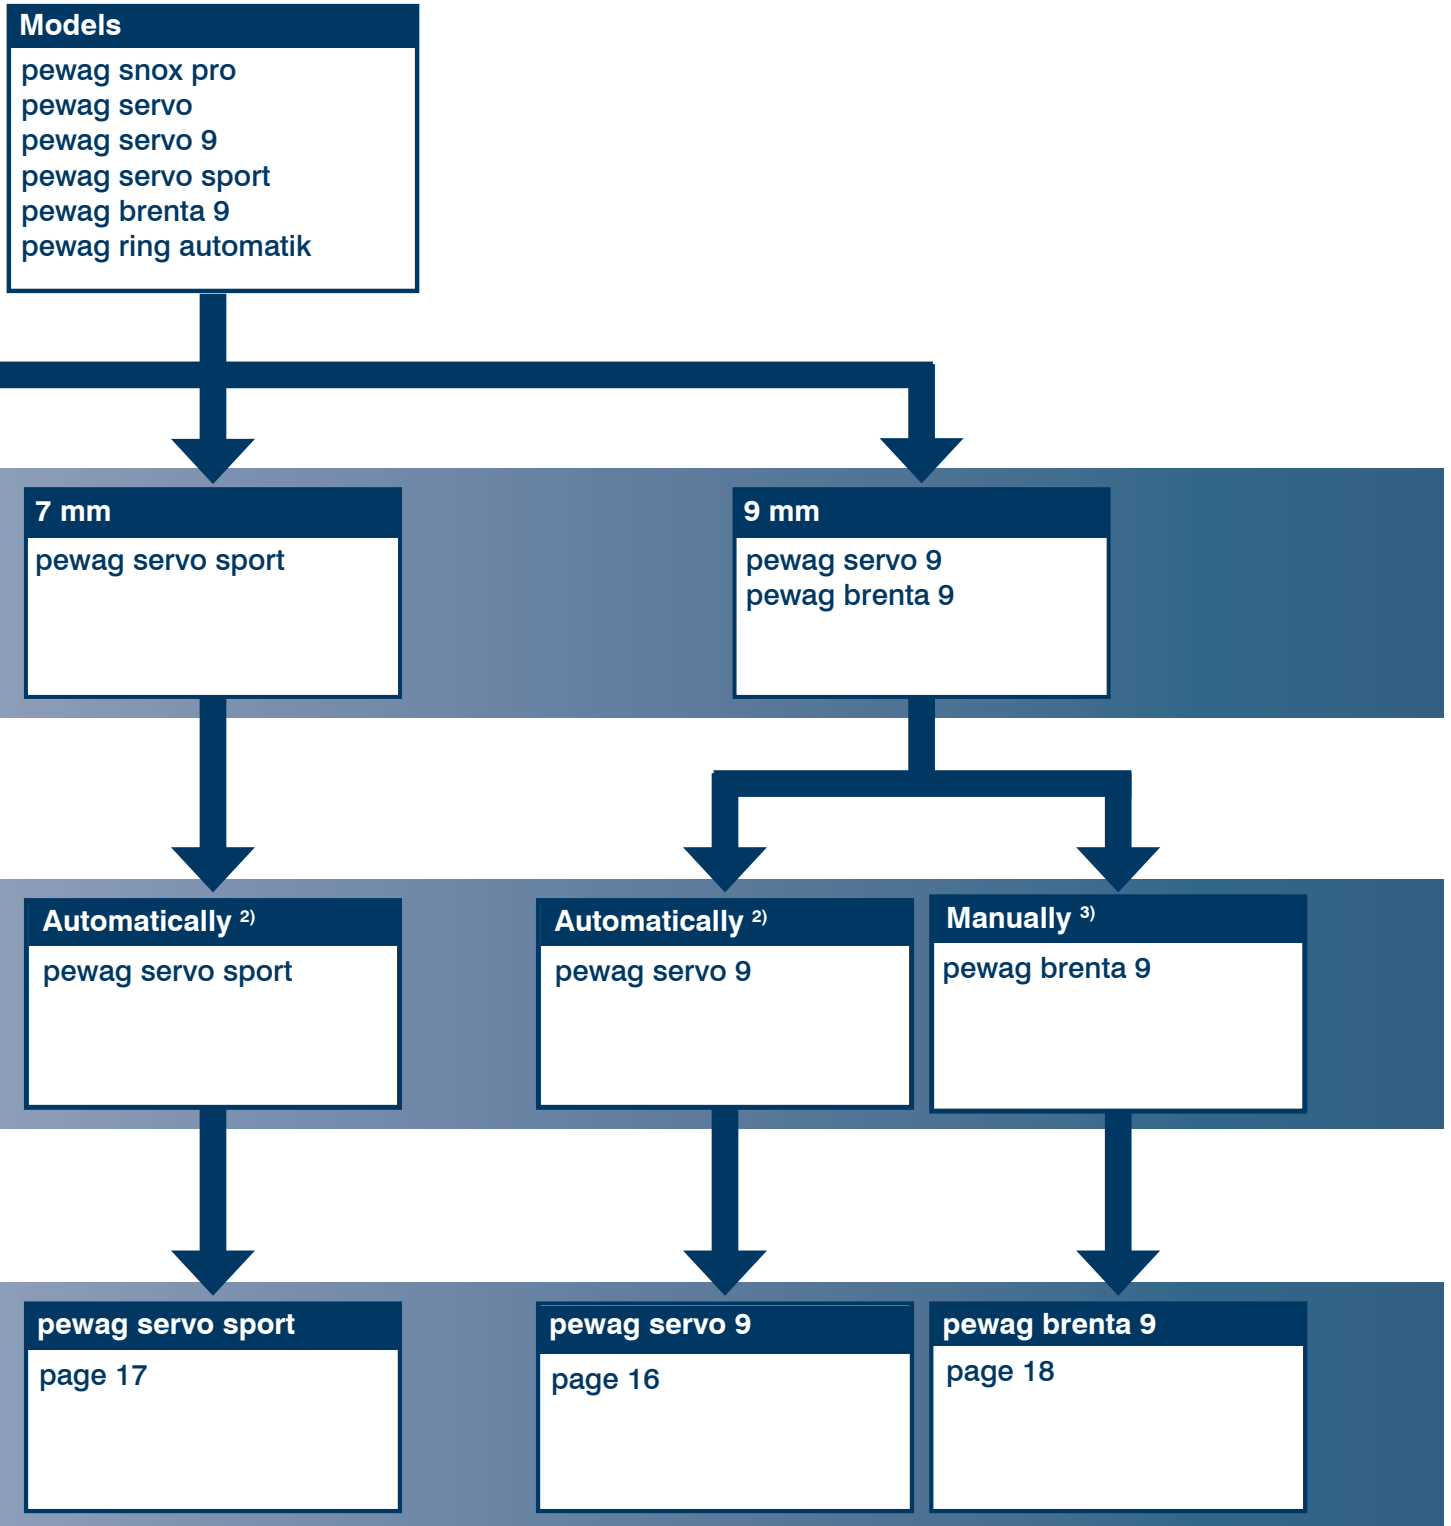 Models
pewag snox pro
pewag servo
pewag servo 9
pewag servo sport
pewag brenta 9
pewag ring automatik
7 mm
pewag servo sport
9 mm
pewag servo 9
pewag brenta 9
Automatically 2)
pewag servo sport
Automatically 2)
pewag servo 9
Manually 3)
pewag brenta 9
pewag servo sport
page 17
pewag servo 9
page 16
pewag brenta 9
page 18